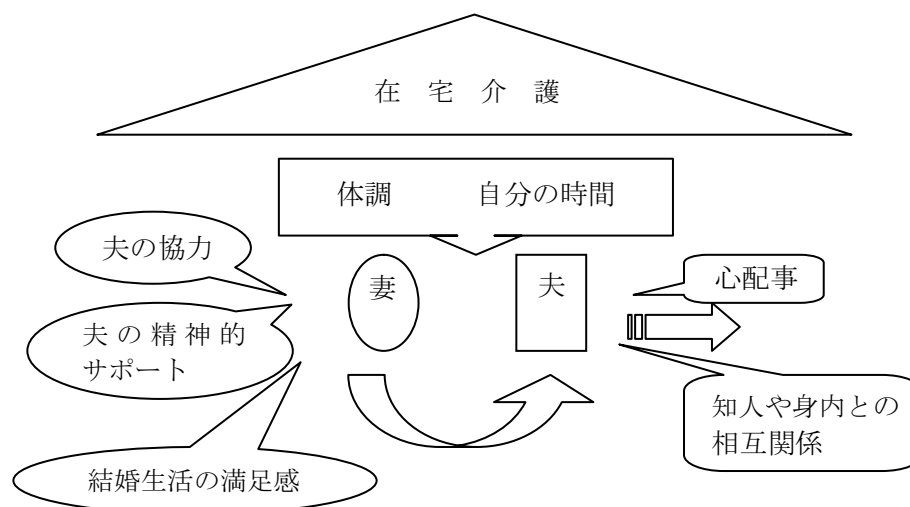 在 宅 介 護
体調 自分の時間
夫の協力
妻
夫
心配事
夫 の 精 神 的
サポート
知人や身内との
相互関係
結婚生活の満足感